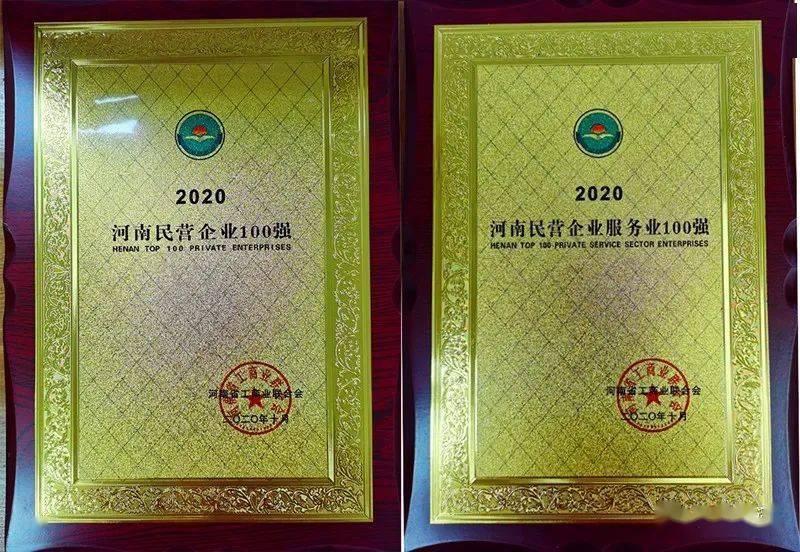 2020
河南民营企业100强
HENAN TOP 100 PRIVATE ENTERPRISES
河南省工商业联合会
二〇二〇年十月
2020
河南民营企业服务业100强
HENAN TOP 100 PRIVATE SERVICE SECTOR ENTERPRISES
河南省工商业联合会
二〇二〇年十月